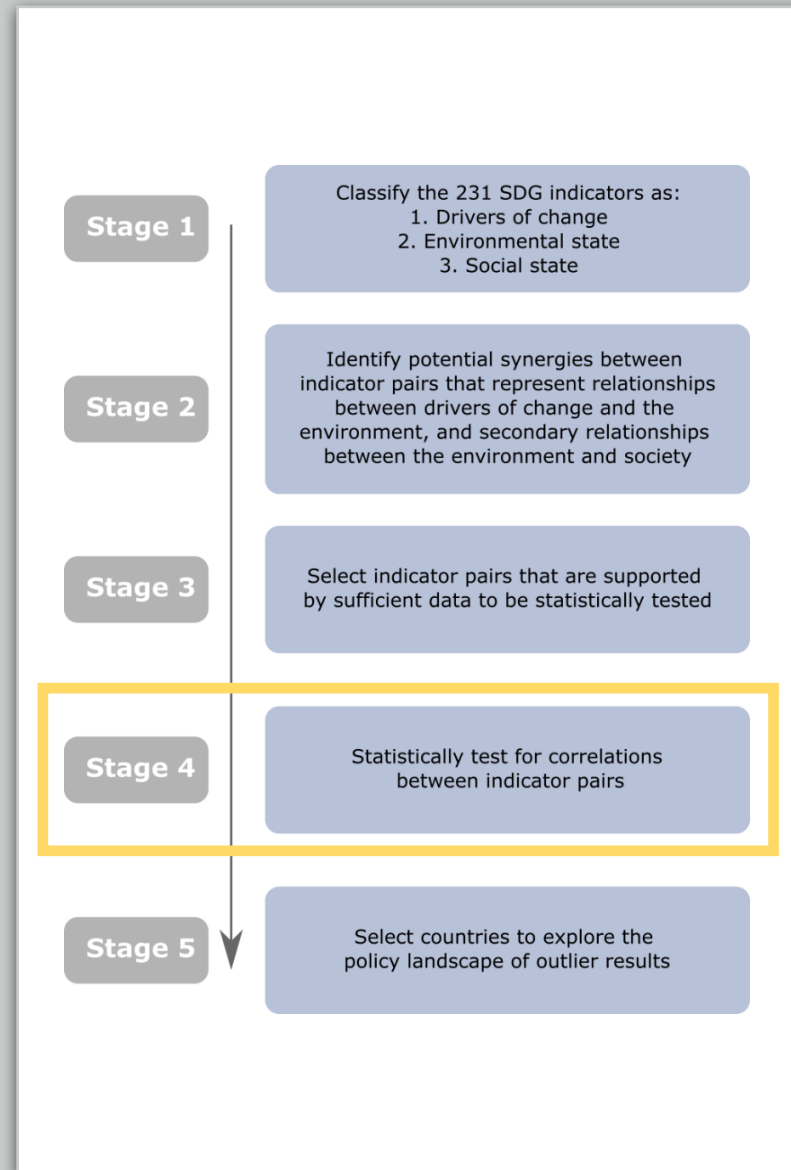 Stage 1
Classify the 231 SDG indicators as:
1. Drivers of change
2. Environmental state
3. Social state
Stage 2
Identify potential synergies between
indicator pairs that represent relationships
between drivers of change and the
environment, and secondary relationships
between the environment and society
Stage 3
Select indicator pairs that are supported
by sufficient data to be statistically tested
Stage 4
Statistically test for correlations
between indicator pairs
Stage 5
Select countries to explore the
policy landscape of outlier results